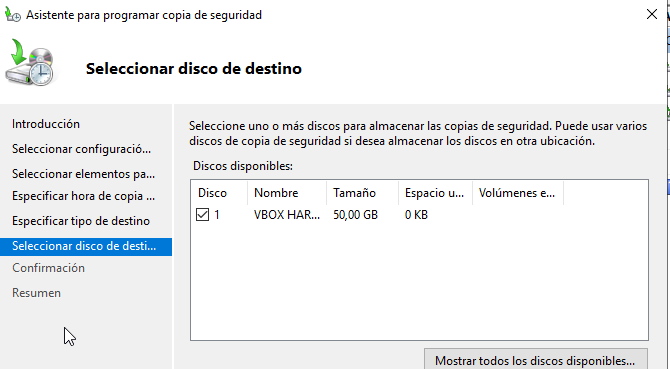 Asistente para programar copia de seguridad
Seleccionar disco de destino
Introducción
Seleccionar configuració...
Seleccionar elementos pa...
Especificar hora de copia ...
Especificar tipo de destino
Seleccionar disco de desti...
Confirmación
Resumen
Seleccione uno o más discos para almacenar las copias de seguridad. Puede usar varios
discos de copia de seguridad si desea almacenar los discos en otra ubicación.
Discos disponibles:
Disco Nombre Tamaño Espacio u... Volúmenes e...
1 VBOX HAR... 50,00 GB 0 KB
Mostrar todos los discos disponibles...